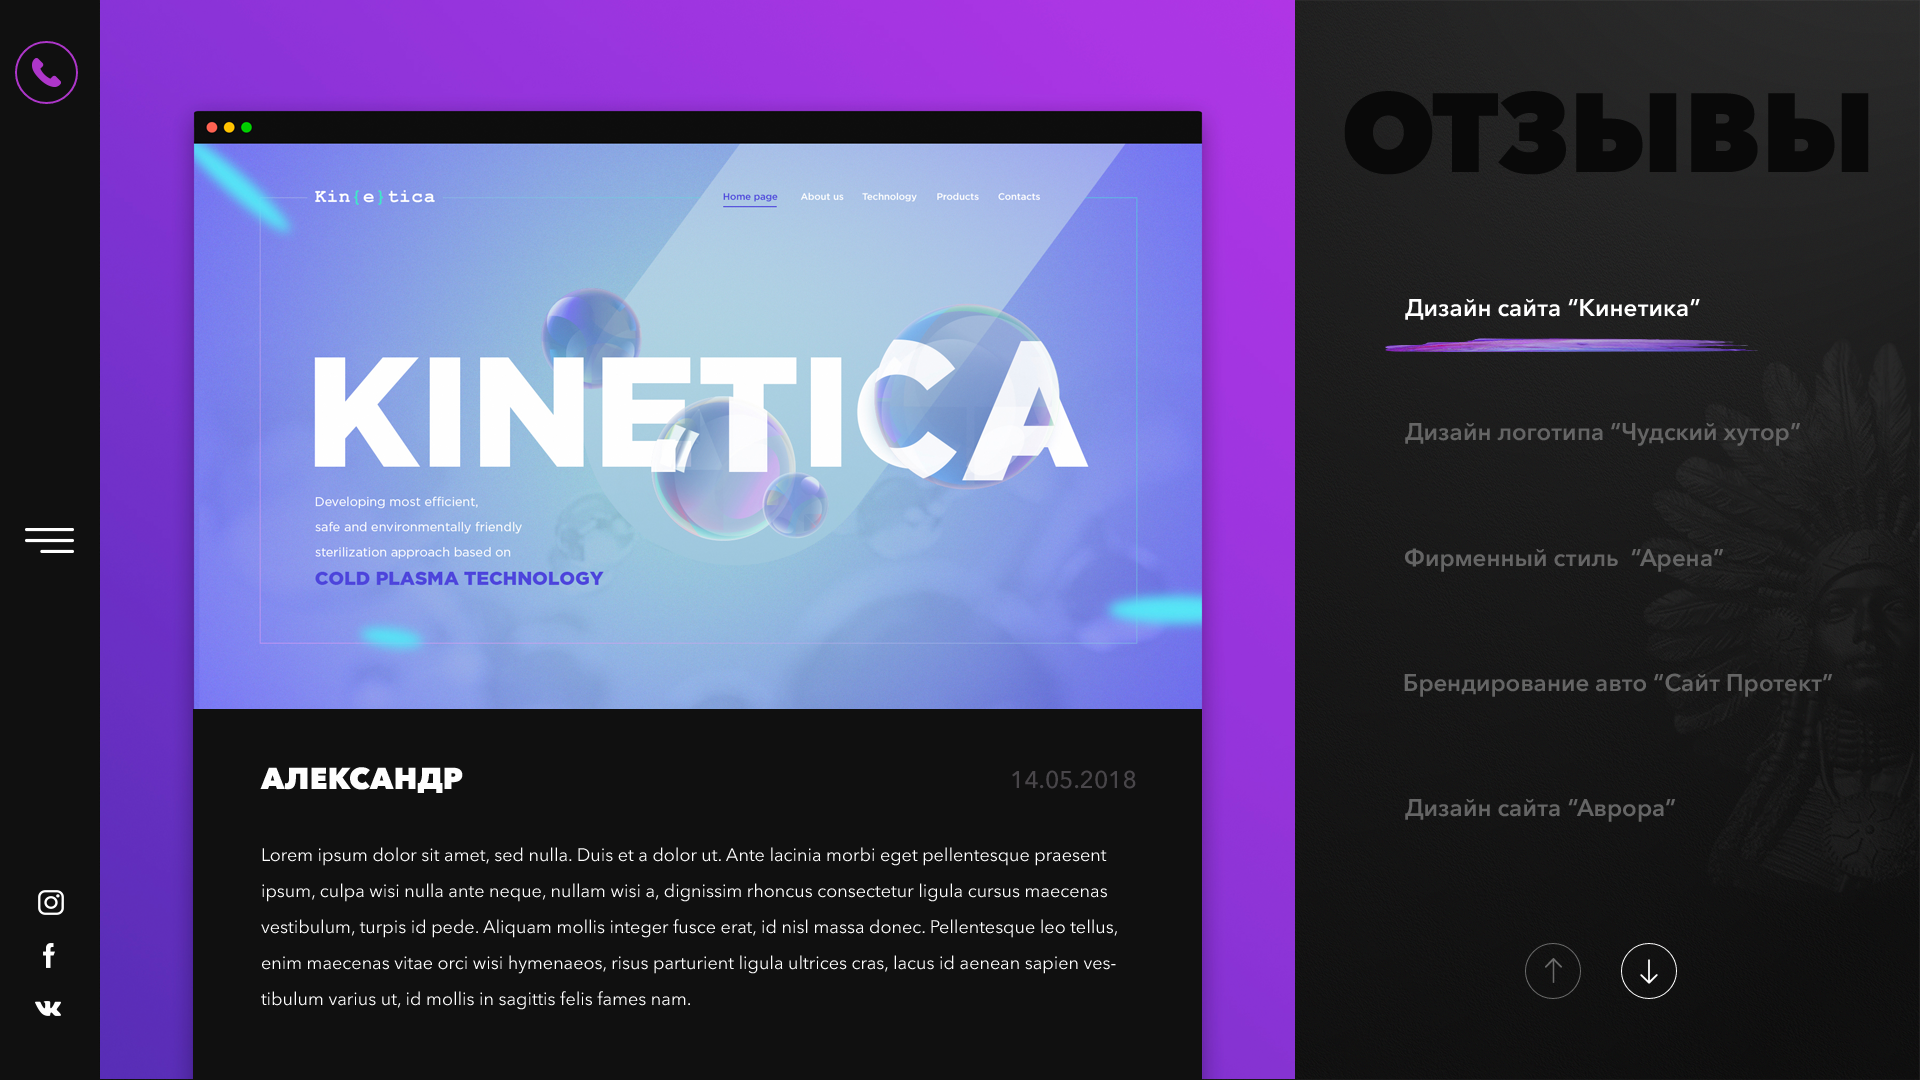 Kin{e}tica
Home page About us Technology Products Contacts
KINETICA
Developing most efficient,
safe and environmentally friendly
sterilization approach based on
COLD PLASMA TECHNOLOGY
АЛЕКСАНДР
14.05.2018
Lorem ipsum dolor sit amet, sed nulla. Duis et a dolor ut. Ante lacinia morbi eget pellentesque praesent
ipsum, culpa wisi nulla ante neque, nullam wisi a, dignissim rhoncus consectetur ligula cursus maecenas
vestibulum, turpis id pede. Aliquam mollis integer fusce erat, id nisl massa donec. Pellentesque leo tellus,
enim maecenas vitae orci wisi hymenaeos, risus parturient ligula ultrices cras, lacus id aenean sapien ves-
tibulum varius ut, id mollis in sagittis felis fames nam.
ОТЗЫВЫ
Дизайн сайта “Кинетика”
Дизайн логотипа “Чудский хутор”
Фирменный стиль “Арена”
Брендирование авто “Сайт Протект”
Дизайн сайта “Аврора”